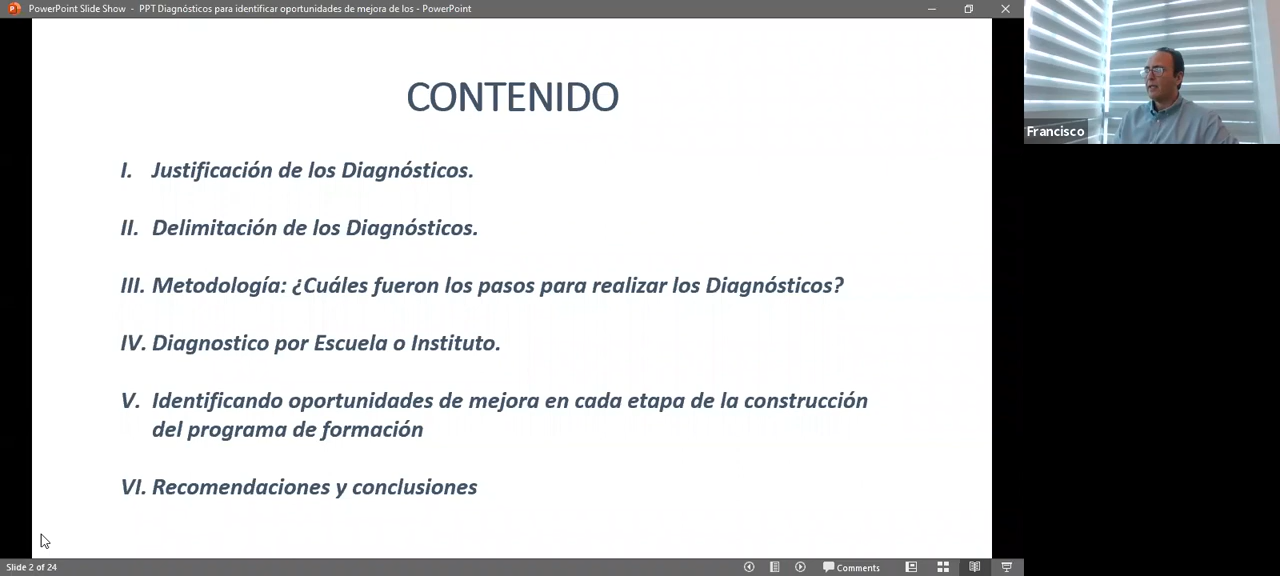 PowerPoint Slide Show - PPT Diagnósticos para identificar oportunidades de mejora de los - PowerPoint
CONTENIDO
I. Justificación de los Diagnósticos.
II. Delimitación de los Diagnósticos.
III. Metodología: ¿Cuáles fueron los pasos para realizar los Diagnósticos?
IV. Diagnostico por Escuela o Instituto.
V. Identificando oportunidades de mejora en cada etapa de la construcción
del programa de formación
VI. Recomendaciones y conclusiones
Francisco
Slide 2 of 24
Comments